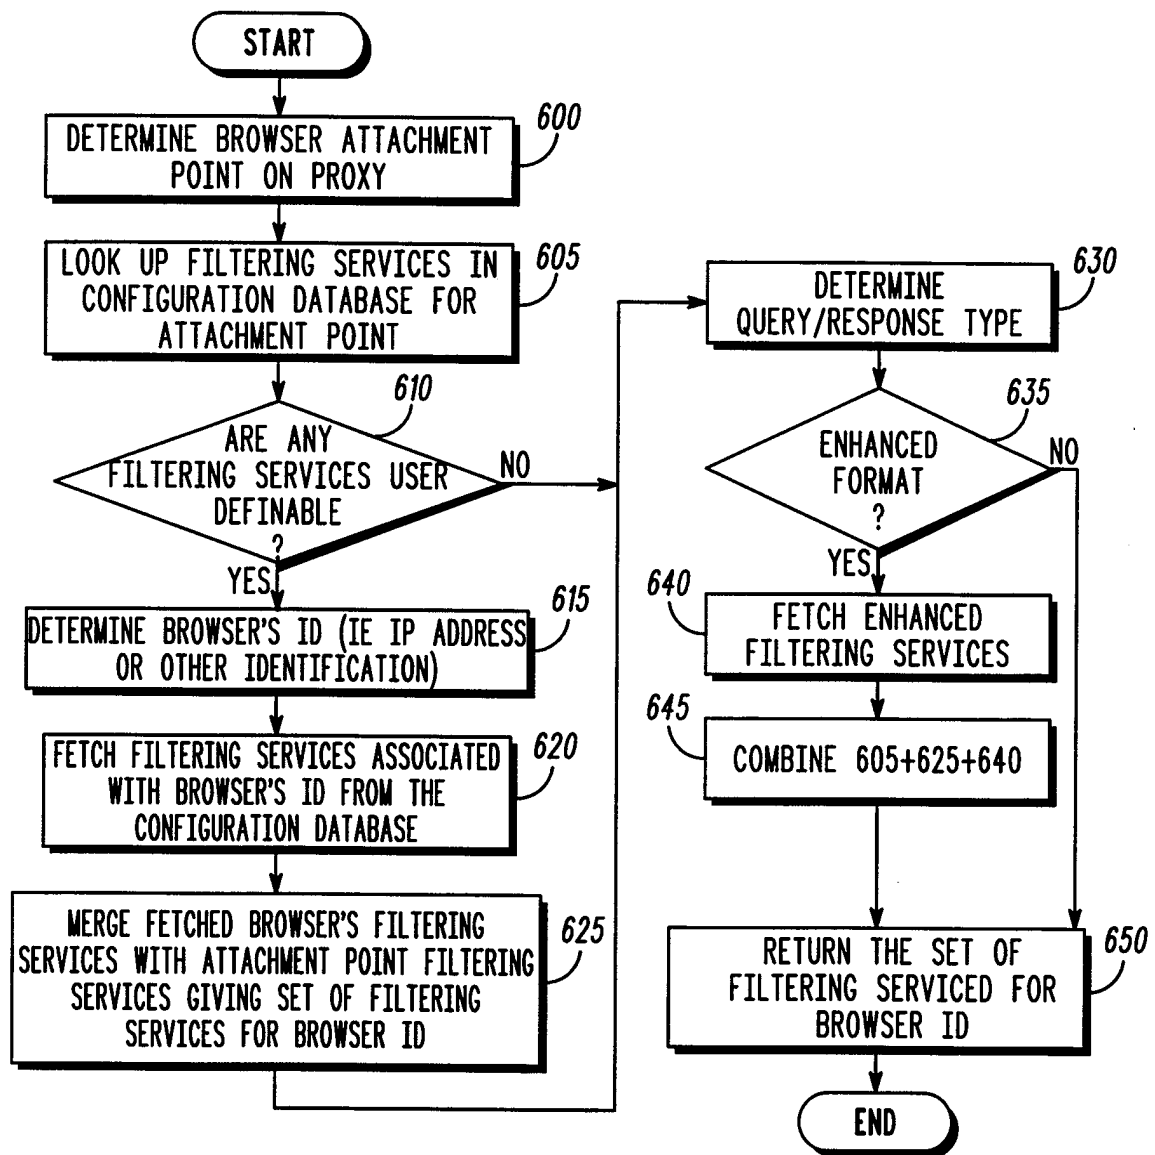 START
600
DETERMINE BROWSER ATTACHMENT
POINT ON PROXY
605
LOOK UP FILTERING SERVICES IN
CONFIGURATION DATABASE FOR
ATTACHMENT POINT
610
ARE ANY
FILTERING SERVICES USER
DEFINABLE
?
NO
YES
615
DETERMINE BROWSER'S ID (IE IP ADDRESS
OR OTHER IDENTIFICATION)
620
FETCH FILTERING SERVICES ASSOCIATED
WITH BROWSER'S ID FROM THE
CONFIGURATION DATABASE
625
MERGE FETCHED BROWSER'S FILTERING
SERVICES WITH ATTACHMENT POINT FILTERING
SERVICES GIVING SET OF FILTERING
SERVICES FOR BROWSER ID
630
DETERMINE
QUERY/RESPONSE TYPE
635
ENHANCED
FORMAT
?
NO
YES
640
FETCH ENHANCED
FILTERING SERVICES
645
COMBINE 605+625+640
650
RETURN THE SET OF
FILTERING SERVICED FOR
BROWSER ID
END